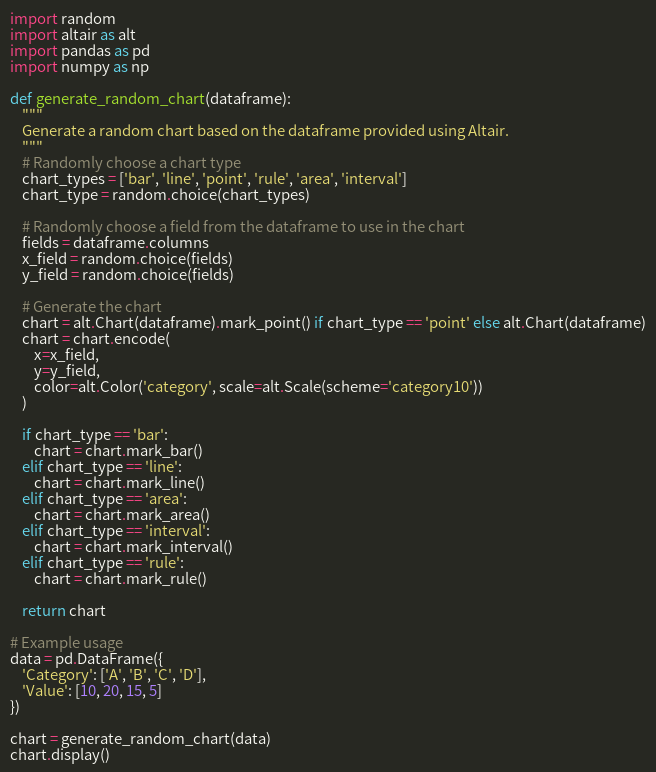 import random
import altair as alt
import pandas as pd
import numpy as np

def generate_random_chart(dataframe):
    """
    Generate a random chart based on the dataframe provided using Altair.
    """
    # Randomly choose a chart type
    chart_types = ['bar', 'line', 'point', 'rule', 'area', 'interval']
    chart_type = random.choice(chart_types)

    # Randomly choose a field from the dataframe to use in the chart
    fields = dataframe.columns
    x_field = random.choice(fields)
    y_field = random.choice(fields)

    # Generate the chart
    chart = alt.Chart(dataframe).mark_point() if chart_type == 'point' else alt.Chart(dataframe)
    chart = chart.encode(
        x=x_field,
        y=y_field,
        color=alt.Color('category', scale=alt.Scale(scheme='category10'))
    )

    if chart_type == 'bar':
        chart = chart.mark_bar()
    elif chart_type == 'line':
        chart = chart.mark_line()
    elif chart_type == 'area':
        chart = chart.mark_area()
    elif chart_type == 'interval':
        chart = chart.mark_interval()
    elif chart_type == 'rule':
        chart = chart.mark_rule()

    return chart

# Example usage
data = pd.DataFrame({
    'Category': ['A', 'B', 'C', 'D'],
    'Value': [10, 20, 15, 5]
})

chart = generate_random_chart(data)
chart.display()